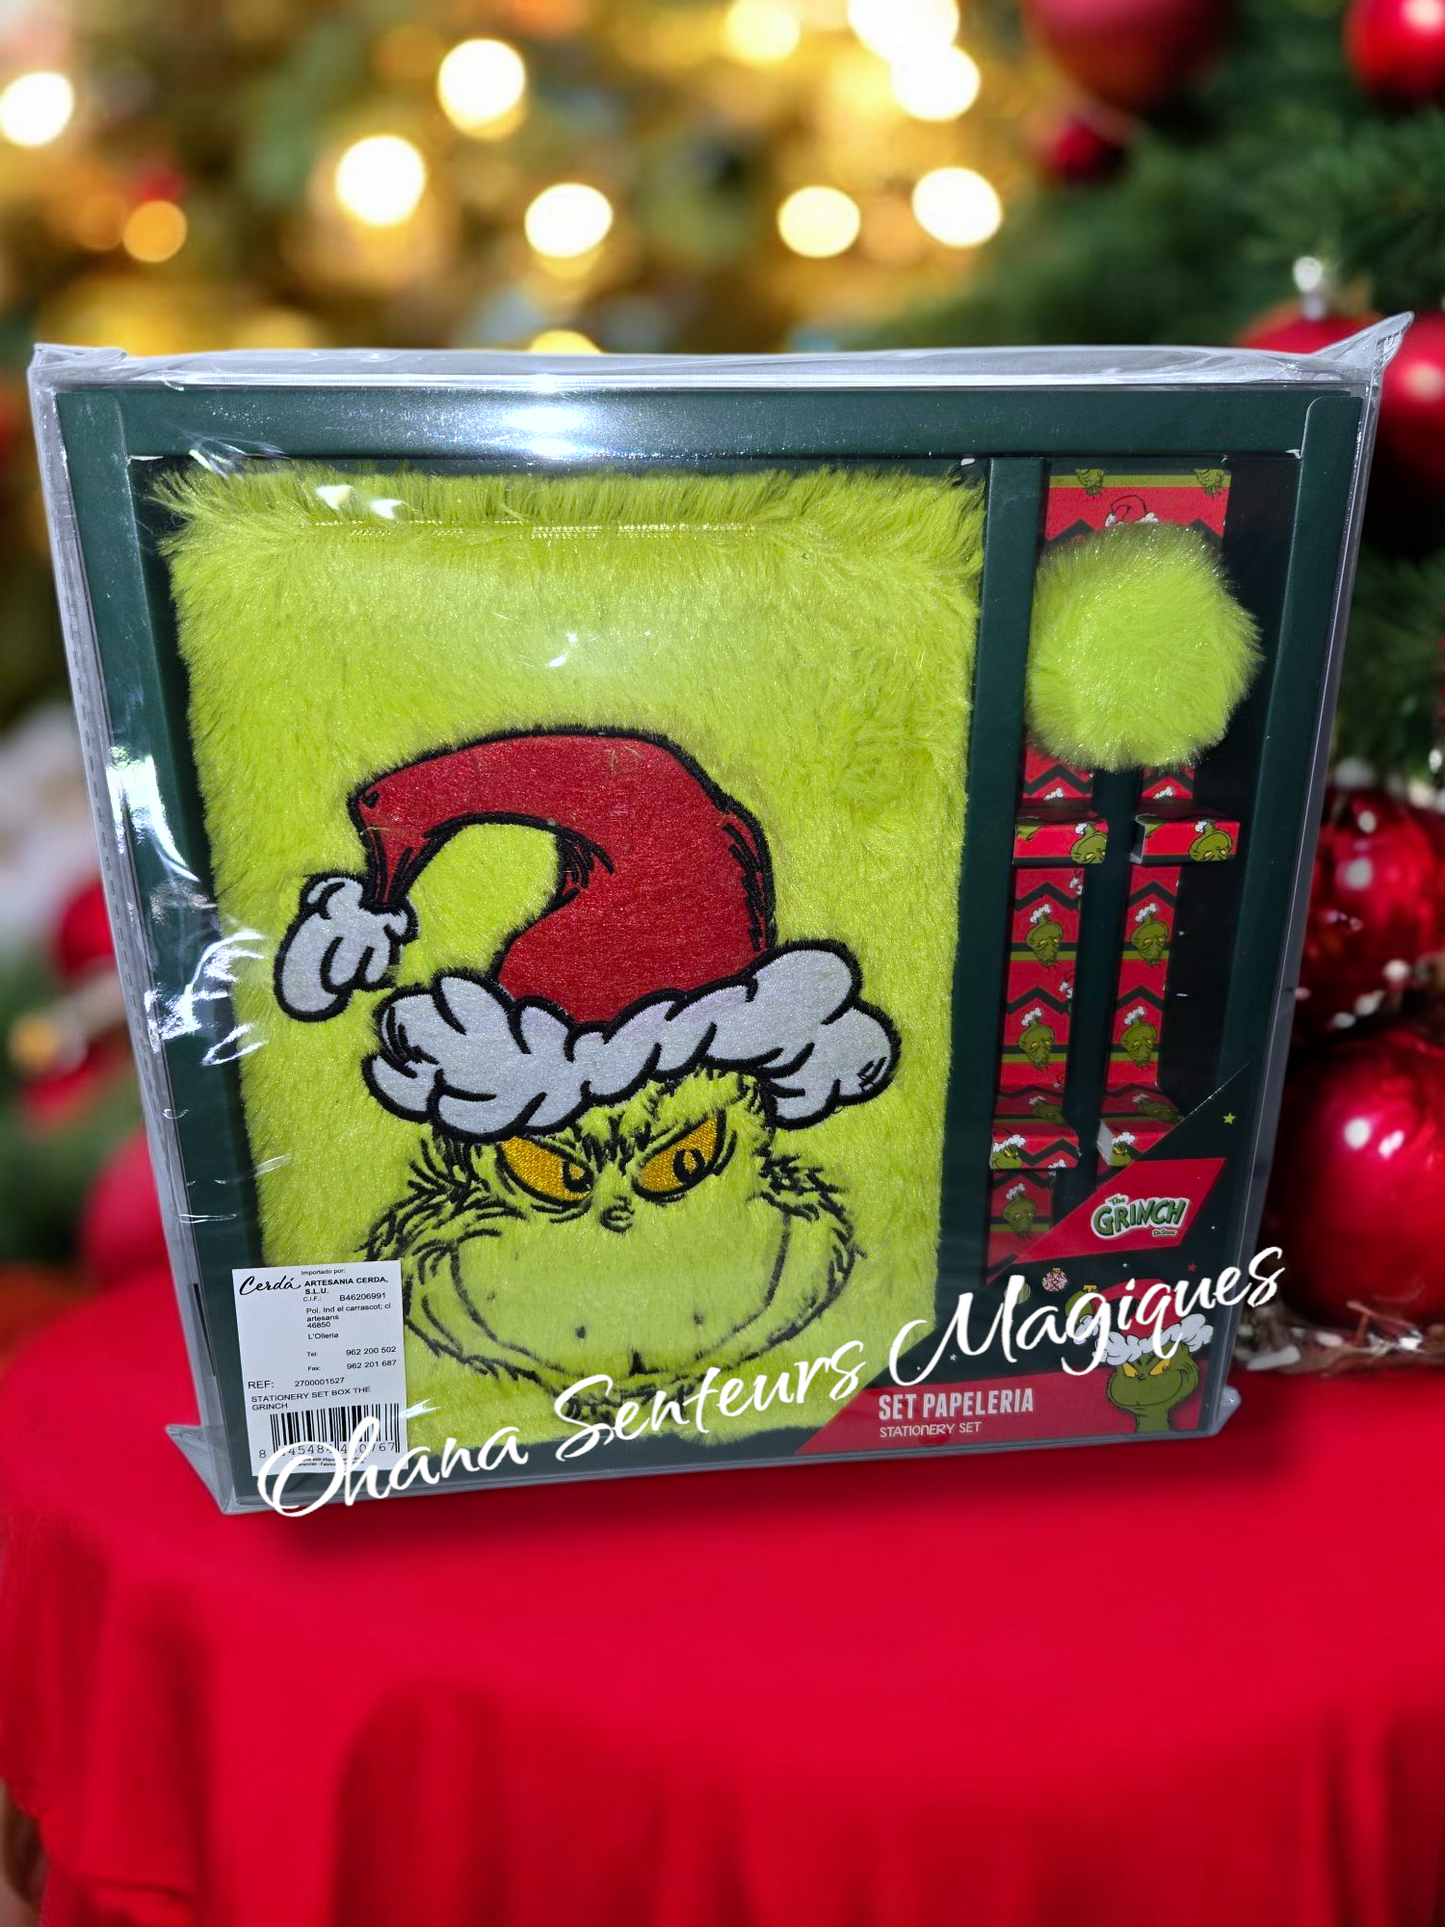 The
GRINCH
Dr. Seuss
Cerdá
Importado por:
ARTESANIA CERDA,
S.L.U.
C.I.F.: B46206991
Pol. Ind el carrascot; cl
artesans
46850
L'Olleria
Tel: 962 200 502
Fax: 962 201 687
REF: 2700001527
STATIONERY SET BOX THE
GRINCH
SET PAPELERIA
STATIONERY SET
Ohana Senteurs Magiques